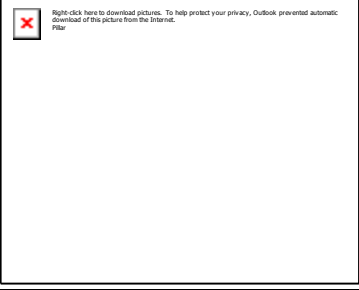 Right-click here to download pictures. To help protect your privacy, Outlook prevented automatic
download of this picture from the Internet.
Pillar